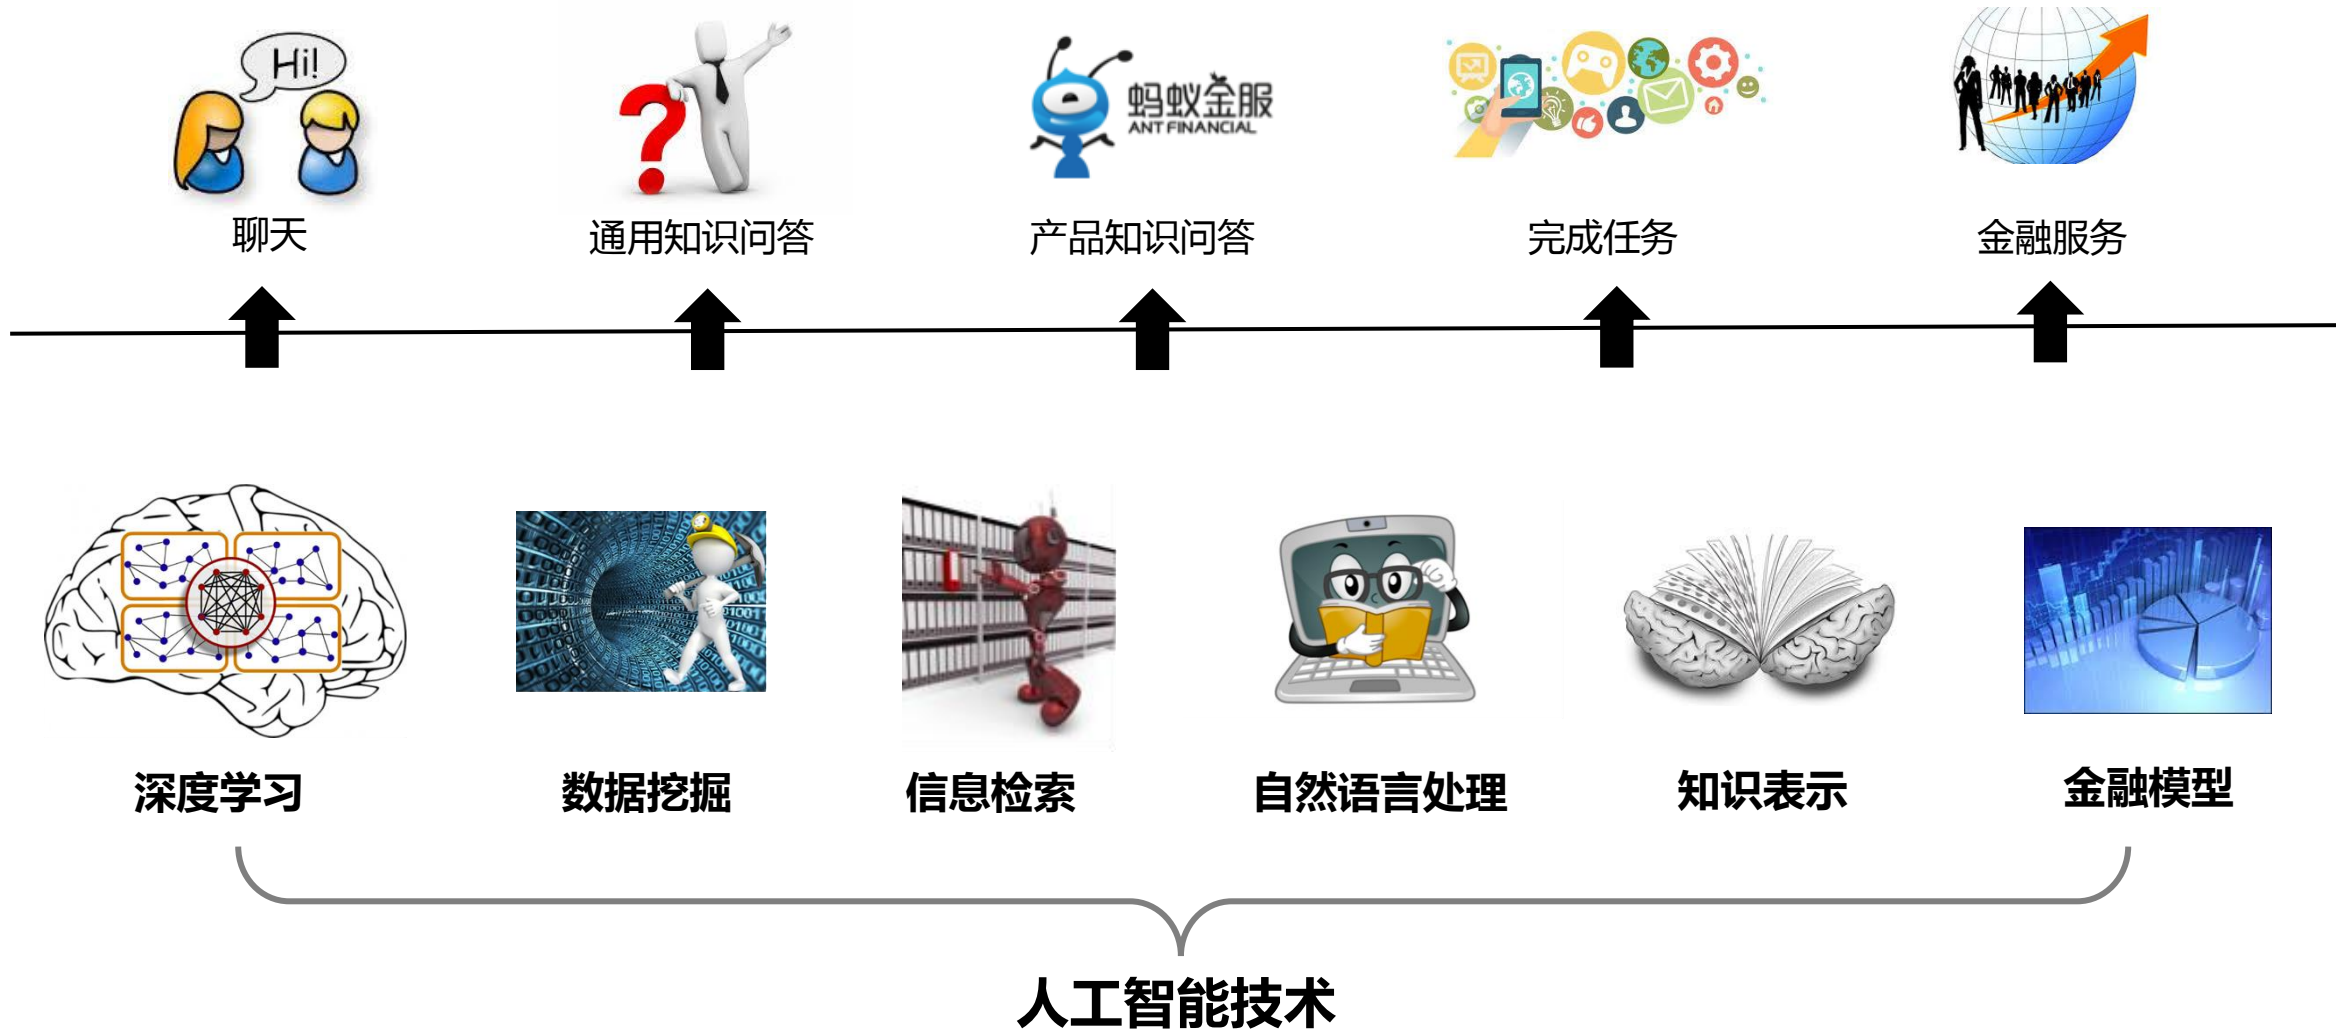 Hi!
蚂蚁金服
ANT FINANCIAL
聊天
通用知识问答
产品知识问答
完成任务
金融服务
深度学习
数据挖掘
信息检索
自然语言处理
知识表示
金融模型
人工智能技术